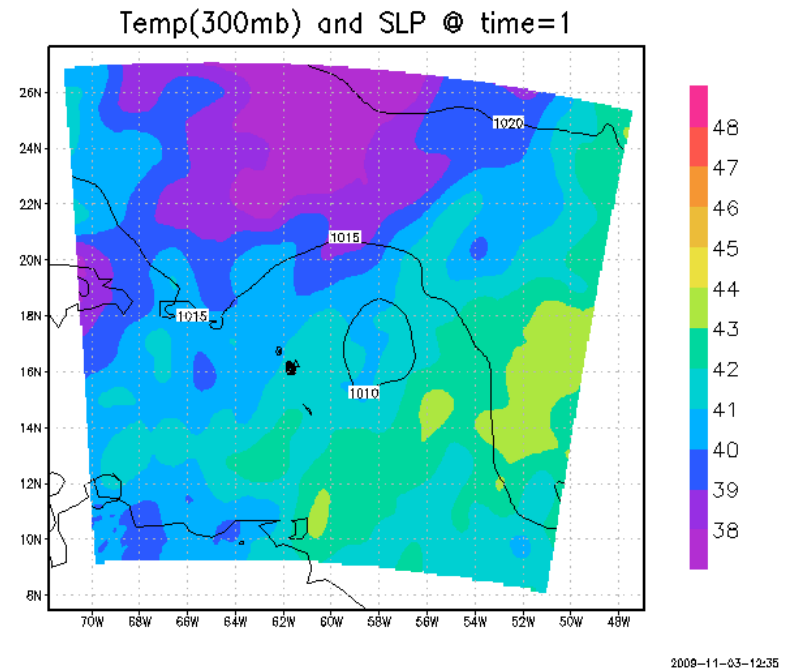 Temp(300mb) and SLP @ time=1
26N
24N
22N
20N
18N
16N
14N
12N
10N
8N
1020
1015
1015
1010
48
47
46
45
44
43
42
41
40
39
38
70W 68W 66W 64W 62W 60W 58W 56W 54W 52W 50W 48W
2009-11-03-12:35